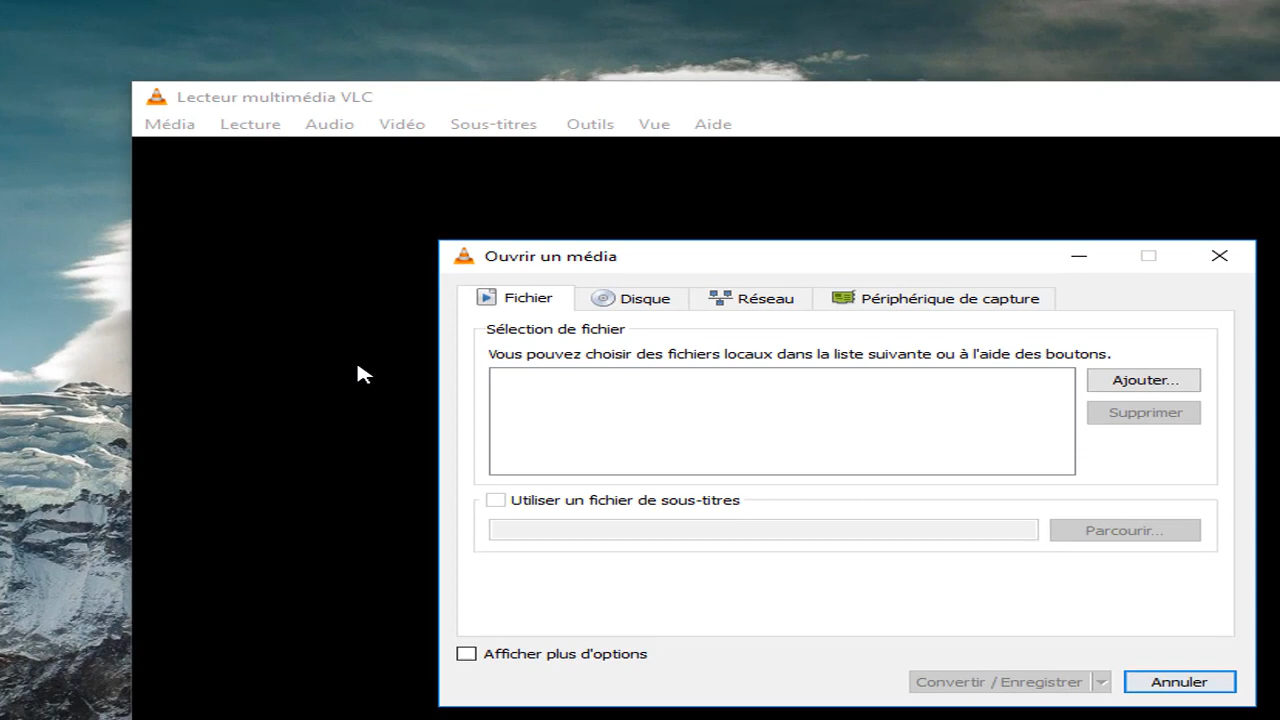 Lecteur multimédia VLC
Média Lecture Audio Vidéo Sous-titres Outils Vue Aide
Ouvrir un média
Fichier Disque Réseau Périphérique de capture
Sélection de fichier
Vous pouvez choisir des fichiers locaux dans la liste suivante ou à l'aide des boutons.
Ajouter...
Supprimer
Utiliser un fichier de sous-titres
Parcourir...
Afficher plus d'options
Convertir / Enregistrer Annuler